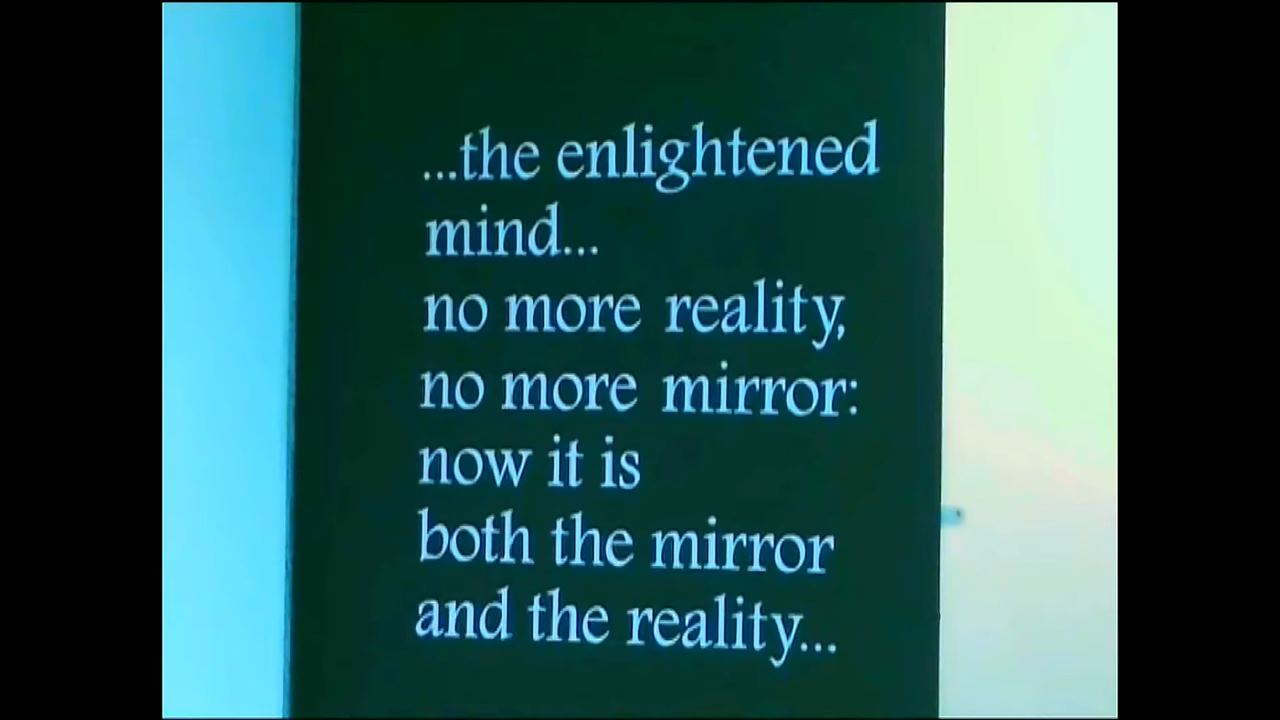 ...the enlightened
mind...
no more reality,
no more mirror:
now it is
both the mirror
and the reality...